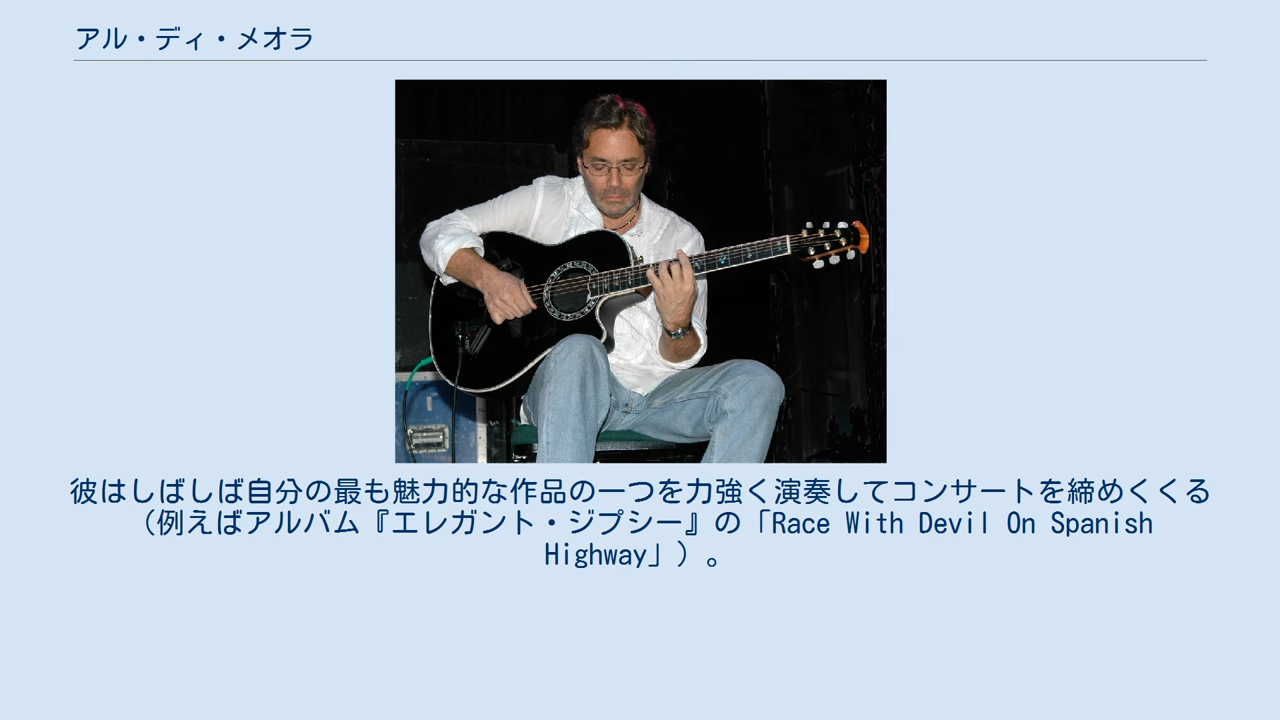 アル・ディ・メオラ
彼はしばしば自分の最も魅力的な作品の一つを力強く演奏してコンサートを締めくくる
（例えばアルバム『エレガント・ジプシー』の「Race With Devil On Spanish
Highway」）。